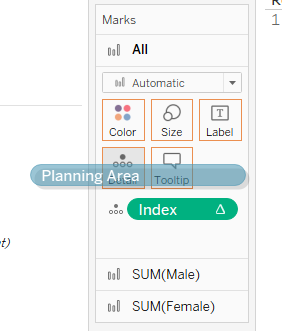 Marks
All
Automatic
Color Size Label
Planning Area
Detail Tooltip
Index Δ
t)
SUM(Male)
SUM(Female)
1